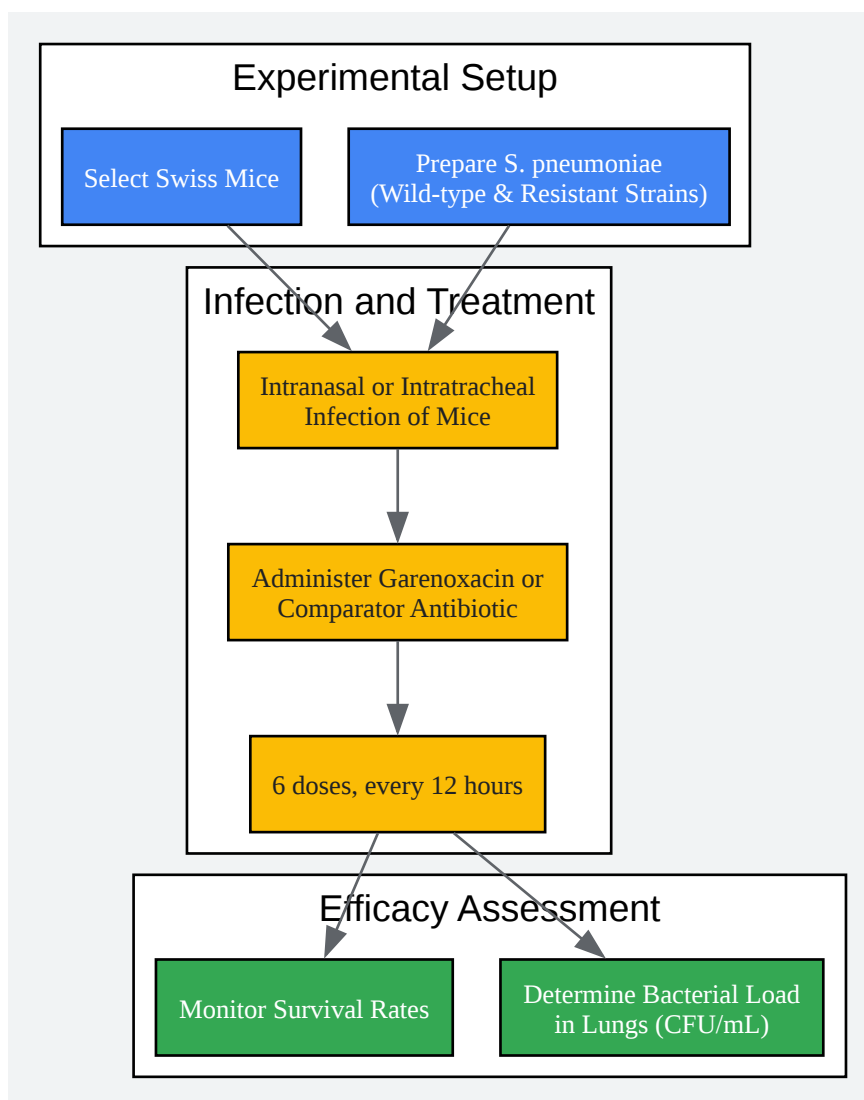 Experimental Setup
Select Swiss Mice
Prepare S. pneumoniae
(Wild-type & Resistant Strains)
Infection and Treatment
Intranasal or Intratracheal
Infection of Mice
Administer Garenoxacin or
Comparator Antibiotic
6 doses, every 12 hours
Efficacy Assessment
Monitor Survival Rates
Determine Bacterial Load
in Lungs (CFU/mL)